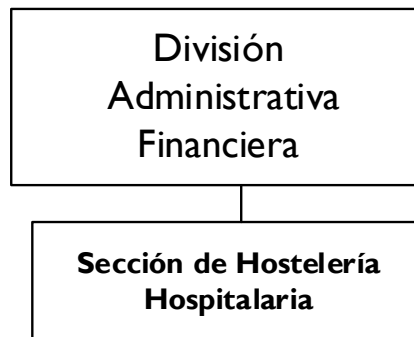 División
Administrativa
Financiera
Sección de Hostelería
Hospitalaria